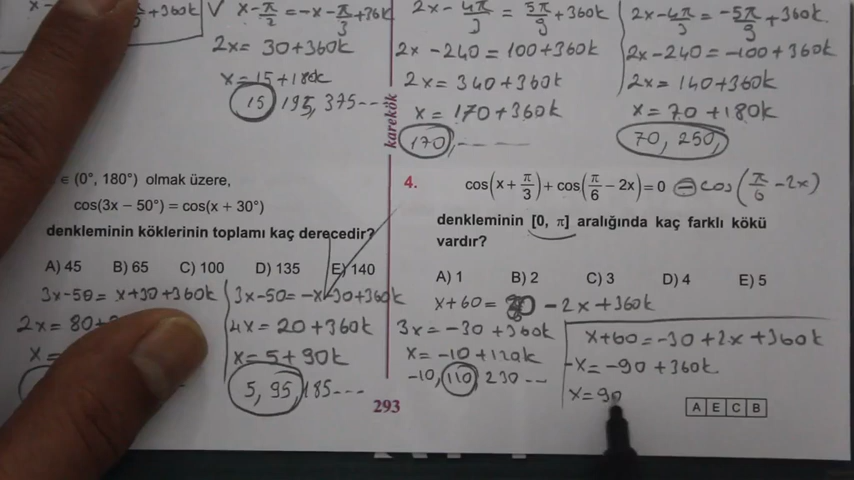 +360k V x-π/2=-x-π/3+36k
2x=30+360k
x=15+180k
15, 195, 375---
2x-4π/9=5π/9+360k
2x-240=100+360k
2x=340+360k
x=170+360k
170,------
2x-4π/3=-5π/9+360k
2x-240=-100+360k
2x=140+360k
x=70+180k
70, 250,
karekök
∈ (0°, 180°) olmak üzere,
cos(3x – 50°) = cos(x + 30°)
denkleminin köklerinin toplamı kaç derecedir?
A) 45 B) 65 C) 100 D) 135 E) 140
3x-50=x+30+360k
2x=80+
x=
3x-50=-x-30+360k
4x=20+360k
x=5+90k
5, 95, 185---
293
4. cos(x + π/3) + cos(π/6 – 2x) = 0 -cos(π/6-2x)
denkleminin [0, π] aralığında kaç farklı kökü
vardır?
A) 1 B) 2 C) 3 D) 4 E) 5
x+60= -2x+360k
3x=-30+360k
x=-10+120k
-10, 110, 230---
x+60=-30+2x+360k
-x=-90+360k
x=90
A E C B